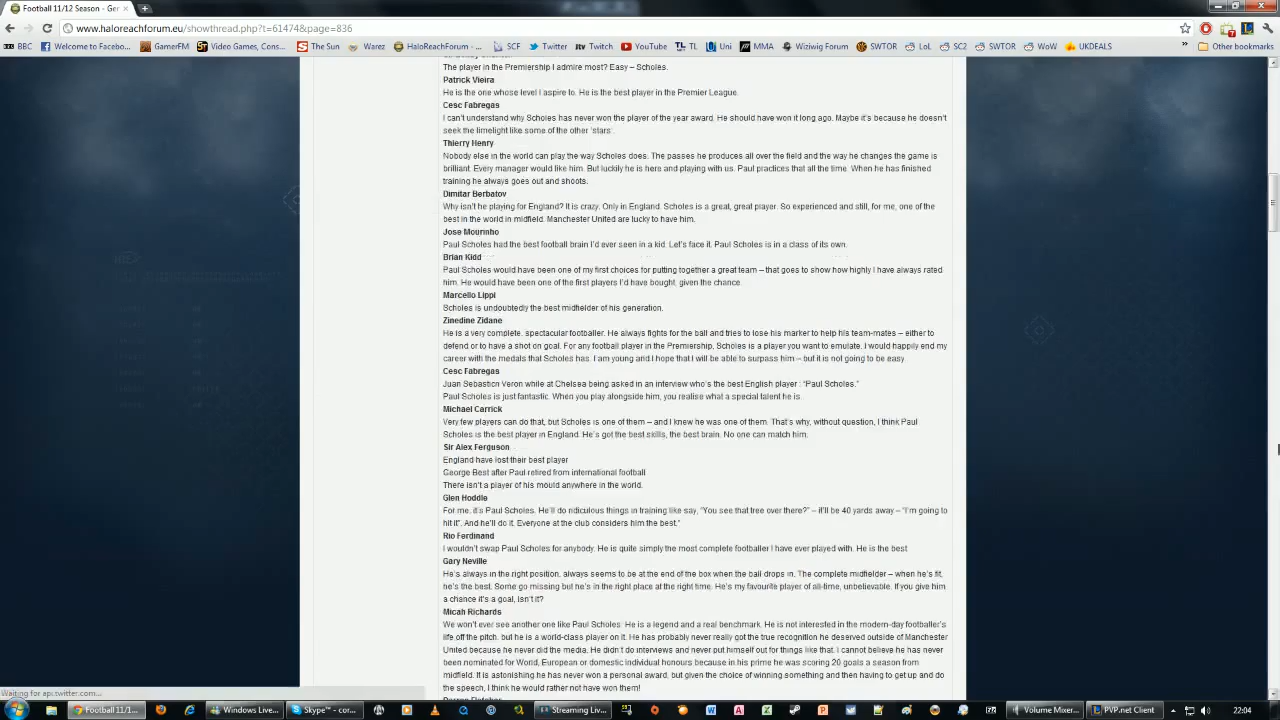 Football 11/12 Season - Ger
www.haloreachforum.eu/showthread.php?t=61474&page=836
BBC Welcome to Facebo... GamerFM Video Games, Cons... The Sun Warez HaloReachForum - ... SCF Twitter Twitch YouTube TL Uni MMA Wiziwig Forum SWTOR LoL SC2 SWTOR WoW UKDEALS » Other bookmarks
The player in the Premiership I admire most? Easy – Scholes.
Patrick Vieira
He is the one whose level I aspire to. He is the best player in the Premier League.
Cesc Fabregas
I can't understand why Scholes has never won the player of the year award. He should have won it long ago. Maybe it's because he doesn't
seek the limelight like some of the other 'stars'.
Thierry Henry
Nobody else in the world can play the way Scholes does. The passes he produces all over the field and the way he changes the game is
brilliant. Every manager would like him. But luckily he is here and playing with us. Paul practices that all the time. When he has finished
training he always goes out and shoots.
Dimitar Berbatov
Why isn't he playing for England? It is crazy. Only in England. Scholes is a great, great player. So experienced and still, for me, one of the
best in the world in midfield. Manchester United are lucky to have him.
Jose Mourinho
Paul Scholes had the best football brain I'd ever seen in a kid. Let's face it. Paul Scholes is in a class of its own.
Brian Kidd
Paul Scholes would have been one of my first choices for putting together a great team – that goes to show how highly I have always rated
him. He would have been one of the first players I'd have bought, given the chance.
Marcello Lippi
Scholes is undoubtedly the best midfielder of his generation.
Zinedine Zidane
He is a very complete, spectacular footballer. He always fights for the ball and tries to lose his marker to help his team-mates – either to
defend or to have a shot on goal. For any football player in the Premiership, Scholes is a player you want to emulate. I would happily end my
career with the medals that Scholes has. I am young and I hope that I will be able to surpass him – but it is not going to be easy.
Cesc Fabregas
Juan Sebasticn Veron while at Chelsea being asked in an interview who's the best English player : “Paul Scholes.”
Paul Scholes is just fantastic. When you play alongside him, you realise what a special talent he is.
Michael Carrick
Very few players can do that, but Scholes is one of them – and I knew he was one of them. That's why, without question, I think Paul
Scholes is the best player in England. He's got the best skills, the best brain. No one can match him.
Sir Alex Ferguson
England have lost their best player
George Best after Paul retired from international football
There isn't a player of his mould anywhere in the world.
Glen Hoddle
For me, it's Paul Scholes. He'll do ridiculous things in training like say, “You see that tree over there?” – it'll be 40 yards away – “I'm going to
hit it”. And he'll do it. Everyone at the club considers him the best.”
Rio Ferdinand
I wouldn't swap Paul Scholes for anybody. He is quite simply the most complete footballer I have ever played with. He is the best
Gary Neville
He's always in the right position, always seems to be at the end of the box when the ball drops in. The complete midfielder – when he's fit,
he's the best. Some go missing but he's in the right place at the right time. He's my favourite player of all-time, unbelievable. If you give him
a chance it's a goal, isn't it?
Micah Richards
We won't ever see another one like Paul Scholes. He is a legend and a real benchmark. He is not interested in the modern-day footballer's
life off the pitch, but he is a world-class player on it. He has probably never really got the true recognition he deserved outside of Manchester
United because he never did the media. He didn't do interviews and never put himself out for things like that. I cannot believe he has never
been nominated for World, European or domestic individual honours because in his prime he was scoring 20 goals a season from
midfield. It is astonishing he has never won a personal award, but given the choice of winning something and then having to get up and do
the speech, I think he would rather not have won them!
Darren Fletcher
Waiting for api.twitter.com...
Football 11/1... Windows Live... Skype™ - cor... Streaming Liv... Volume Mixer... PVP.net Client 22:04